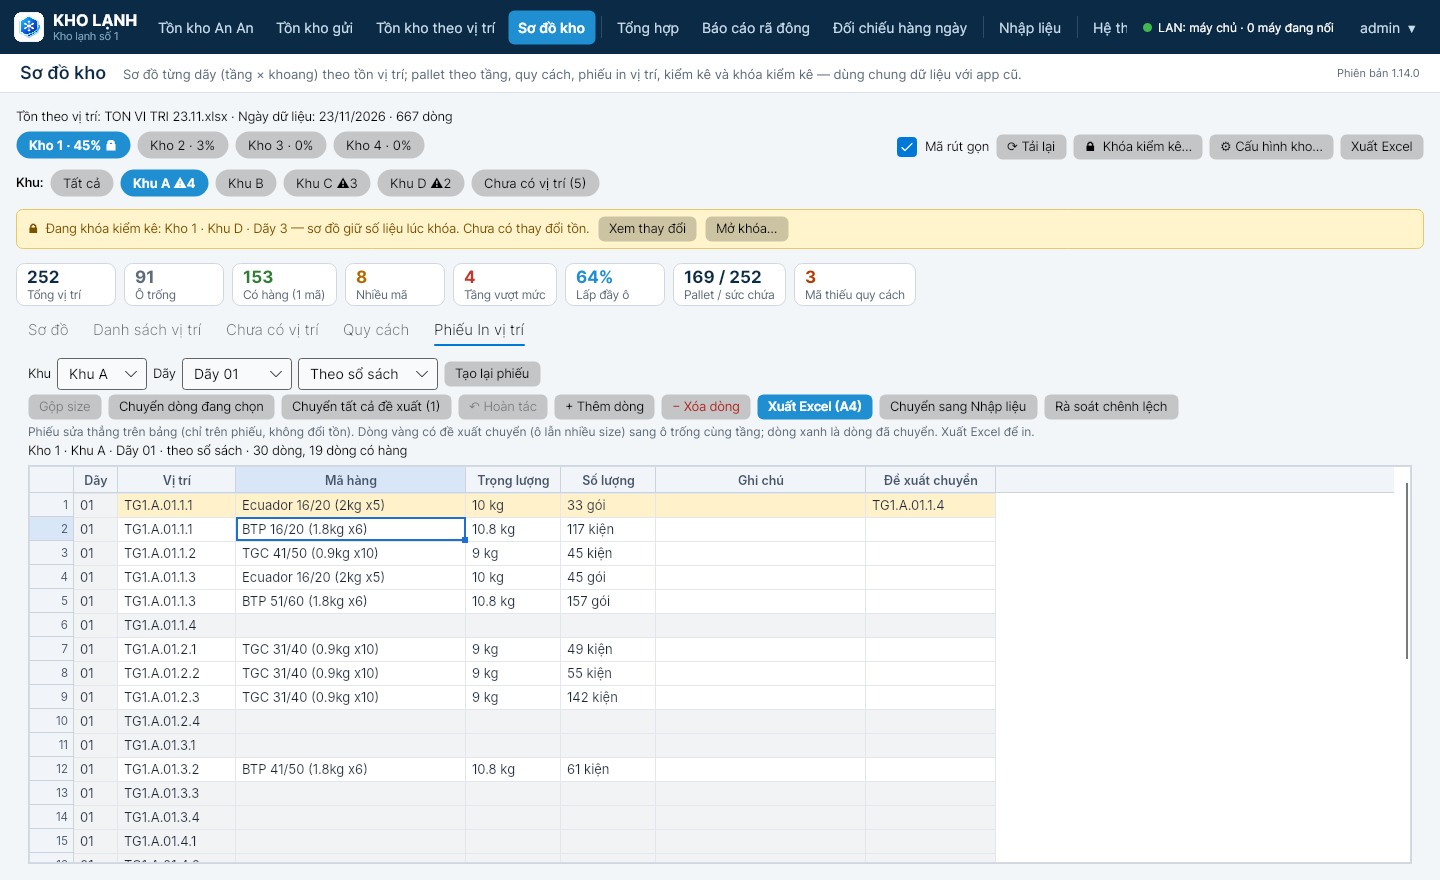 KHO LẠNH
Kho lạnh số 1
Tồn kho An An
Tồn kho gửi
Tồn kho theo vị trí
Sơ đồ kho
Tổng hợp
Báo cáo rã đông
Đối chiếu hàng ngày
Nhập liệu
Hệ th
LAN: máy chủ · 0 máy đang nối
admin ▾
Sơ đồ kho
Sơ đồ từng dãy (tầng × khoang) theo tồn vị trí; pallet theo tầng, quy cách, phiếu in vị trí, kiểm kê và khóa kiểm kê — dùng chung dữ liệu với app cũ.
Phiên bản 1.14.0
Tồn theo vị trí: TON VI TRI 23.11.xlsx · Ngày dữ liệu: 23/11/2026 · 667 dòng
Kho 1 · 45% 🔒 Kho 2 · 3% Kho 3 · 0% Kho 4 · 0%
Mã rút gọn ⟳ Tải lại 🔒 Khóa kiểm kê... ⚙ Cấu hình kho... Xuất Excel
Khu: Tất cả Khu A ⚠4 Khu B Khu C ⚠3 Khu D ⚠2 Chưa có vị trí (5)
🔒 Đang khóa kiểm kê: Kho 1 · Khu D · Dãy 3 — sơ đồ giữ số liệu lúc khóa. Chưa có thay đổi tồn. Xem thay đổi Mở khóa...
252 91 153 8 4 64% 169 / 252 3
Tổng vị trí Ô trống Có hàng (1 mã) Nhiều mã Tầng vượt mức Lấp đầy ô Pallet / sức chứa Mã thiếu quy cách
Sơ đồ Danh sách vị trí Chưa có vị trí Quy cách Phiếu In vị trí
Khu Khu A Dãy Dãy 01 Theo sổ sách Tạo lại phiếu
Gộp size Chuyển dòng đang chọn Chuyển tất cả đề xuất (1) ↶ Hoàn tác + Thêm dòng − Xóa dòng Xuất Excel (A4) Chuyển sang Nhập liệu Rà soát chênh lệch
Phiếu sửa thẳng trên bảng (chỉ trên phiếu, không đổi tồn). Dòng vàng có đề xuất chuyển (ô lẫn nhiều size) sang ô trống cùng tầng; dòng xanh là dòng đã chuyển. Xuất Excel để in.
Kho 1 · Khu A · Dãy 01 · theo sổ sách · 30 dòng, 19 dòng có hàng
Dãy Vị trí Mã hàng Trọng lượng Số lượng Ghi chú Đề xuất chuyển
1 01 TG1.A.01.1.1 Ecuador 16/20 (2kg x5) 10 kg 33 gói TG1.A.01.1.4
2 01 TG1.A.01.1.1 BTP 16/20 (1.8kg x6) 10.8 kg 117 kiện
3 01 TG1.A.01.1.2 TGC 41/50 (0.9kg x10) 9 kg 45 kiện
4 01 TG1.A.01.1.3 Ecuador 16/20 (2kg x5) 10 kg 45 gói
5 01 TG1.A.01.1.3 BTP 51/60 (1.8kg x6) 10.8 kg 157 gói
6 01 TG1.A.01.1.4
7 01 TG1.A.01.2.1 TGC 31/40 (0.9kg x10) 9 kg 49 kiện
8 01 TG1.A.01.2.2 TGC 31/40 (0.9kg x10) 9 kg 55 kiện
9 01 TG1.A.01.2.3 TGC 31/40 (0.9kg x10) 9 kg 142 kiện
10 01 TG1.A.01.2.4
11 01 TG1.A.01.3.1
12 01 TG1.A.01.3.2 BTP 41/50 (1.8kg x6) 10.8 kg 61 kiện
13 01 TG1.A.01.3.3
14 01 TG1.A.01.3.4
15 01 TG1.A.01.4.1